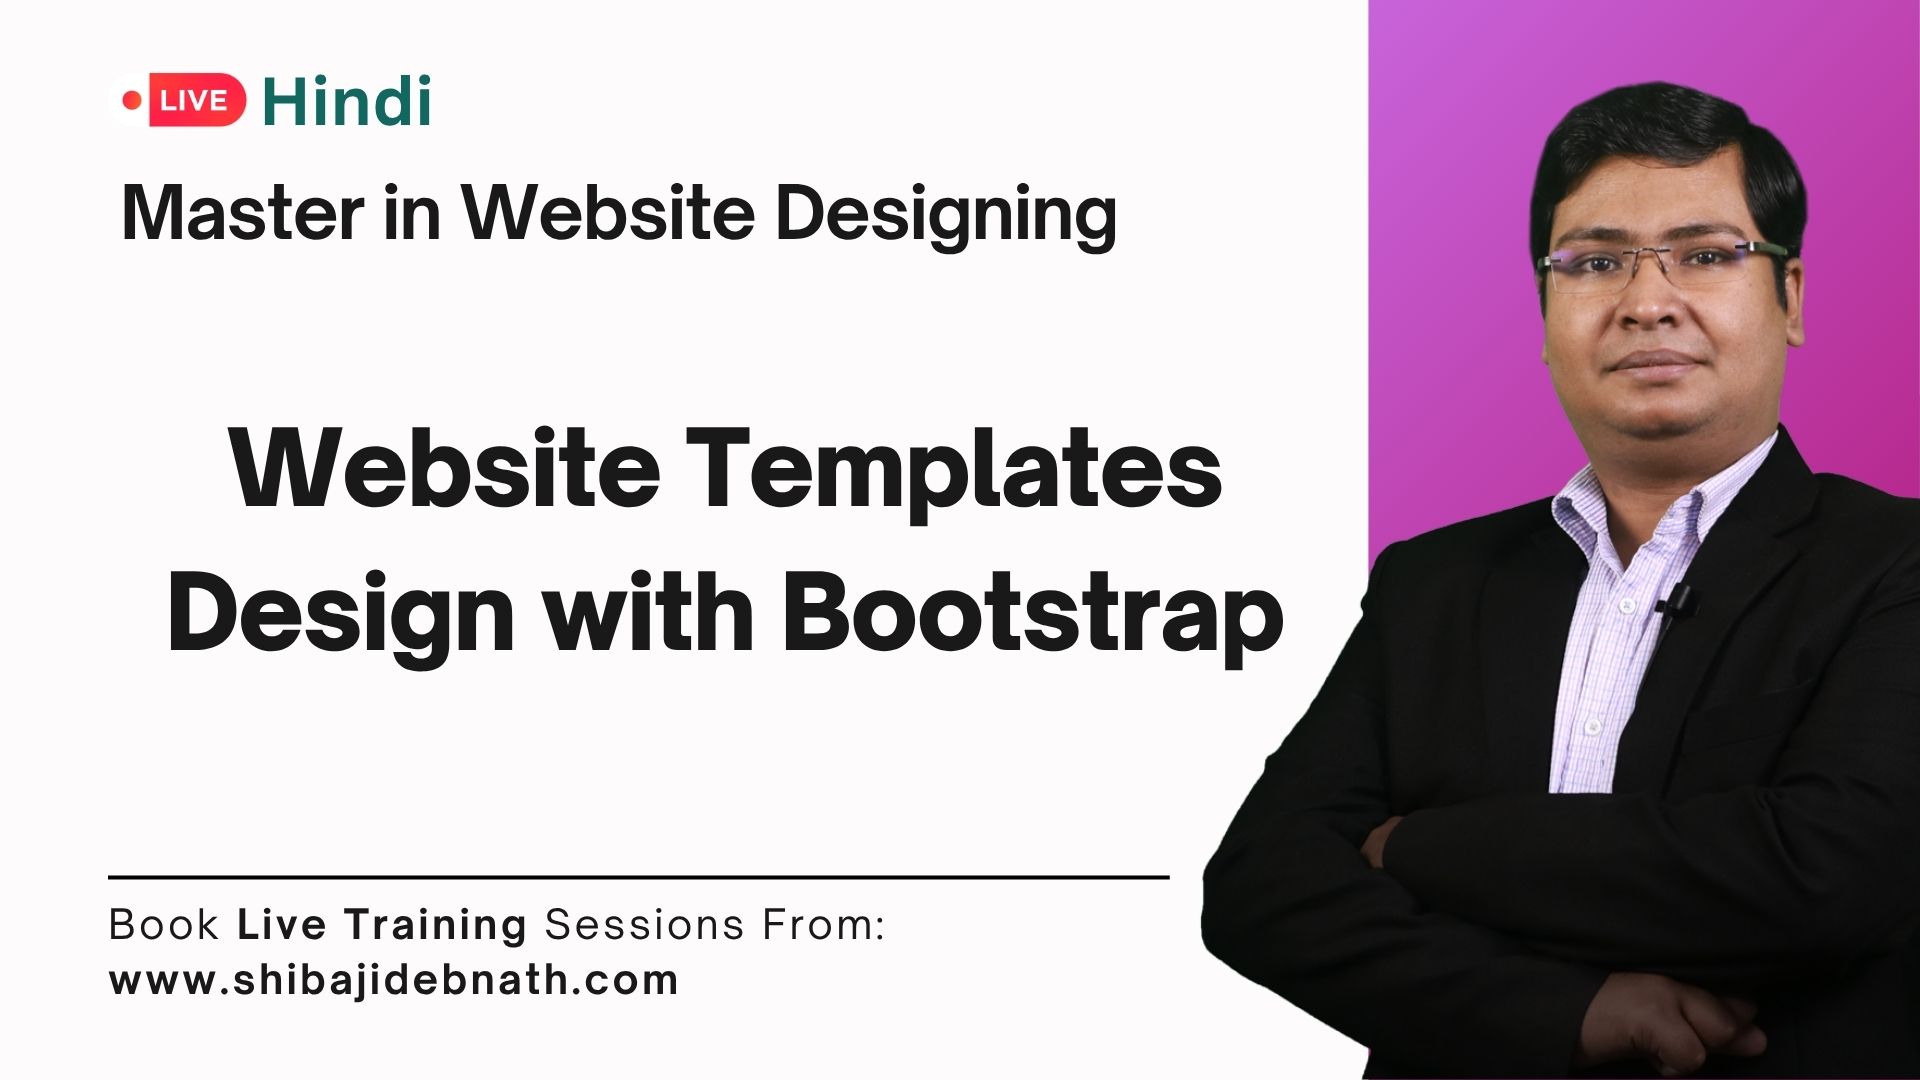 LIVE Hindi
Master in Website Designing
Website Templates
Design with Bootstrap
Book Live Training Sessions From:
www.shibajidebnath.com